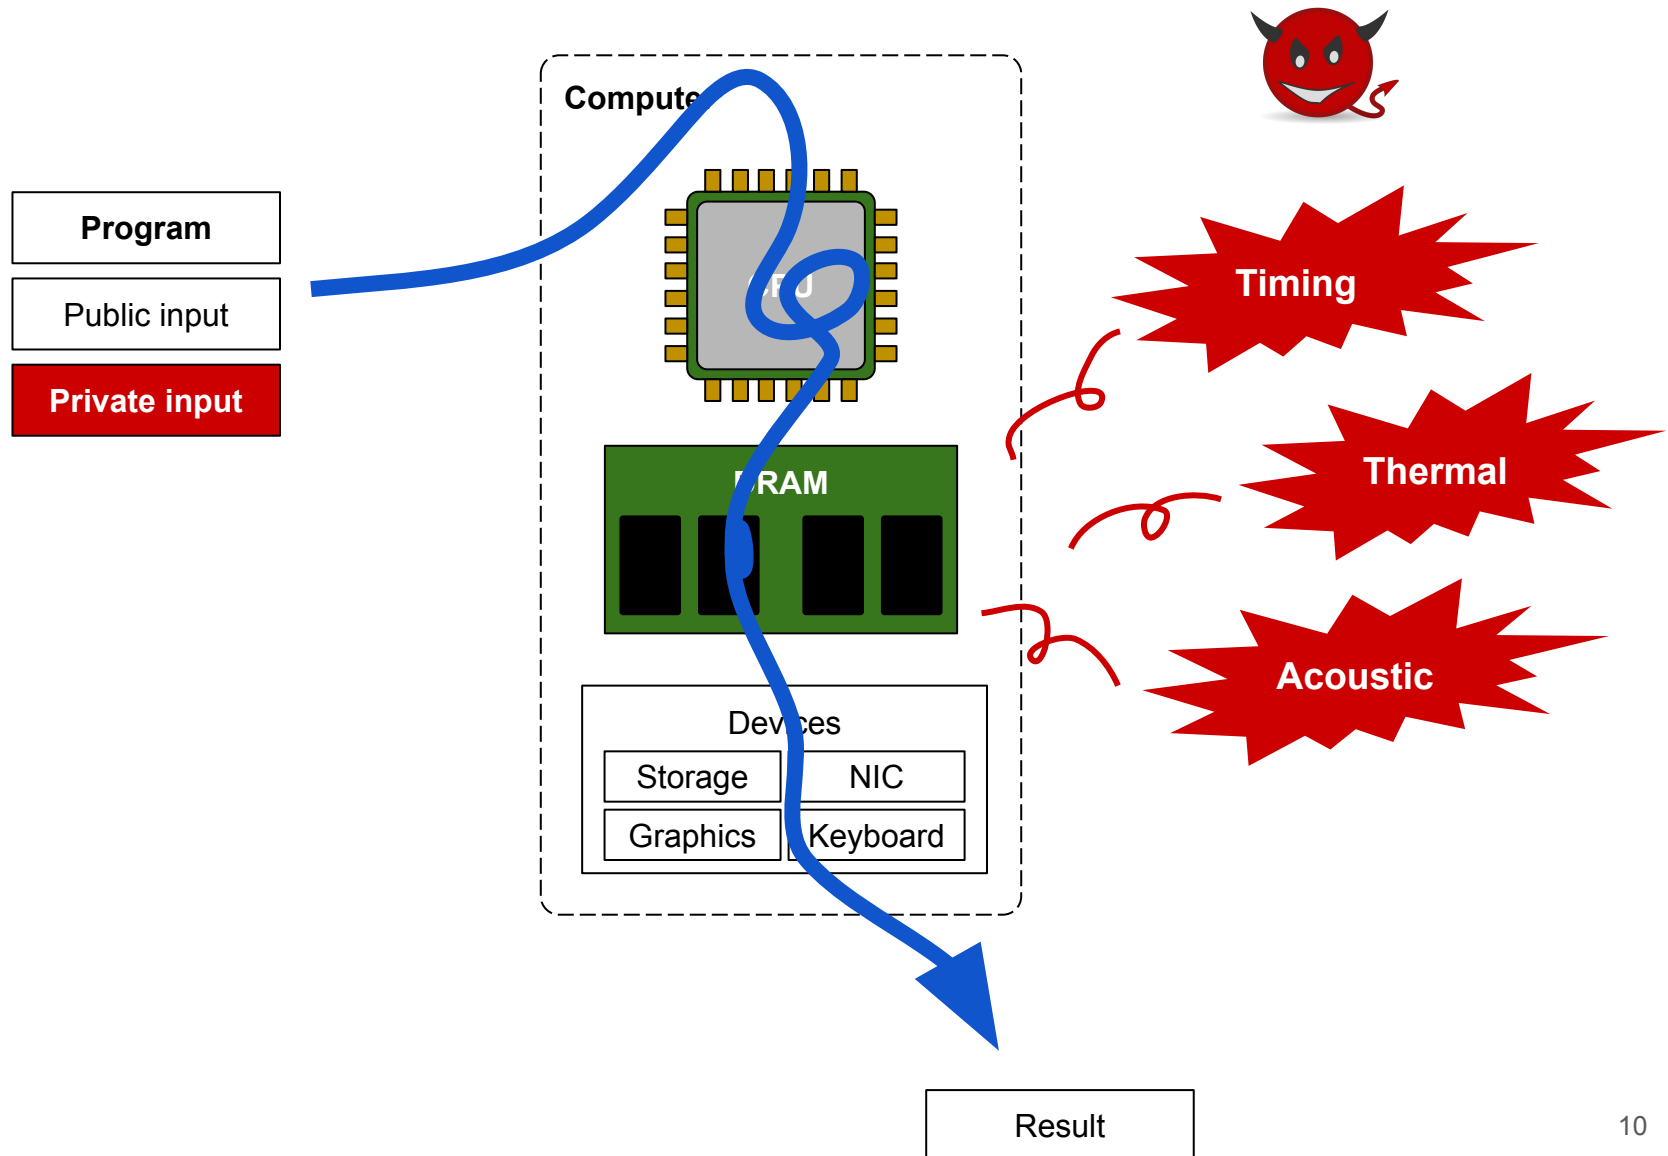 Compute
Program
Public input
Private input
CPU
DRAM
Devices
Storage
NIC
Graphics
Keyboard
Timing
Thermal
Acoustic
Result
10